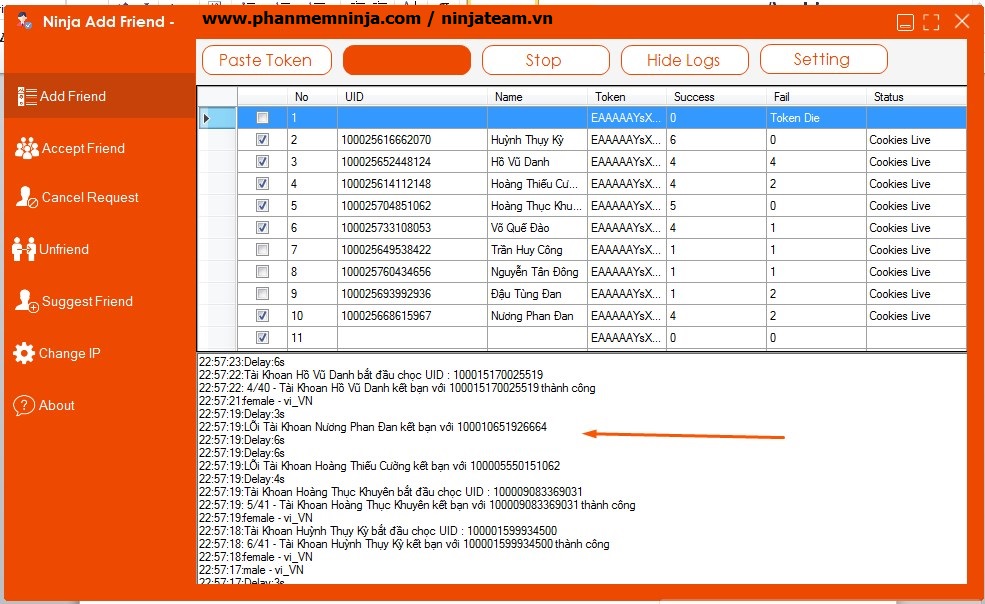 Ninja Add Friend -
www.phanmemninja.com / ninjateam.vn
Paste Token Stop Hide Logs Setting
Add Friend
Accept Friend
Cancel Request
Unfriend
Suggest Friend
Change IP
About
No UID Name Token Success Fail Status
1 EAAAAAYsX... 0 Token Die
2 100025616662070 Huỳnh Thụy Kỳ EAAAAAYsX... 6 0 Cookies Live
3 100025652448124 Hồ Vũ Danh EAAAAAYsX... 4 4 Cookies Live
4 100025614112148 Hoàng Thiếu Cư... EAAAAAYsX... 4 2 Cookies Live
5 100025704851062 Hoàng Thục Khu... EAAAAAYsX... 5 0 Cookies Live
6 100025733108053 Võ Quế Đào EAAAAAYsX... 4 1 Cookies Live
7 100025649538422 Trần Huy Công EAAAAAYsX... 1 1 Cookies Live
8 100025760434656 Nguyễn Tân Đông EAAAAAYsX... 1 1 Cookies Live
9 100025693992936 Đậu Tùng Đan EAAAAAYsX... 1 2 Cookies Live
10 100025668615967 Nương Phan Đan EAAAAAYsX... 4 2 Cookies Live
11 EAAAAAYsX... 0 0
22:57:23:Delay:6s
22:57:22:Tài Khoan Hồ Vũ Danh bắt đầu chọc UID : 100015170025519
22:57:22: 4/40 - Tài Khoan Hồ Vũ Danh kết bạn với 100015170025519 thành công
22:57:21:female - vi_VN
22:57:19:Delay:3s
22:57:19:LỖi Tài Khoan Nương Phan Đan kết bạn với 100010651926664
22:57:19:Delay:6s
22:57:19:Delay:6s
22:57:19:LỖi Tài Khoan Hoàng Thiếu Cường kết bạn với 100005550151062
22:57:19:Delay:4s
22:57:19:Tài Khoan Hoàng Thục Khuyên bắt đầu chọc UID : 100009083369031
22:57:19: 5/41 - Tài Khoan Hoàng Thục Khuyên kết bạn với 100009083369031 thành công
22:57:19:female - vi_VN
22:57:18:Tài Khoan Huỳnh Thụy Kỳ bắt đầu chọc UID : 100001599934500
22:57:18: 6/41 - Tài Khoan Huỳnh Thụy Kỳ kết bạn với 100001599934500 thành công
22:57:18:female - vi_VN
22:57:17:male - vi_VN
22:57:17:Delay:3s